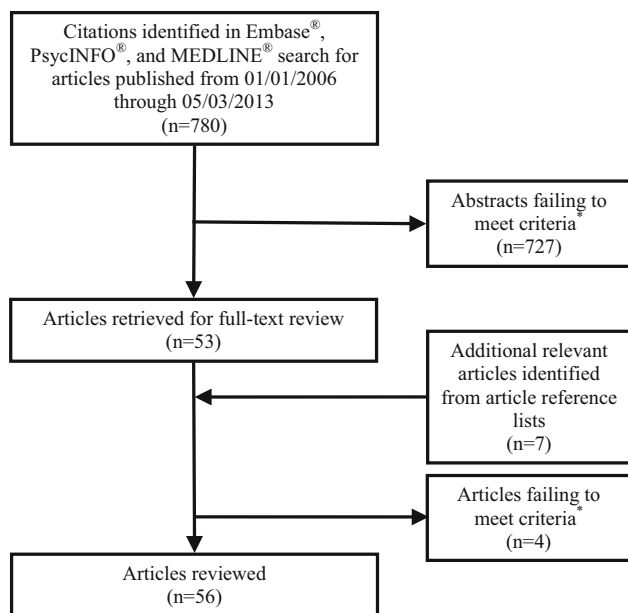 Citations identified in Embase®,
PsycINFO®, and MEDLINE® search for
articles published from 01/01/2006
through 05/03/2013
(n=780)
Abstracts failing to
meet criteria*
(n=727)
Articles retrieved for full-text review
(n=53)
Additional relevant
articles identified
from article reference
lists
(n=7)
Articles failing to
meet criteria*
(n=4)
Articles reviewed
(n=56)